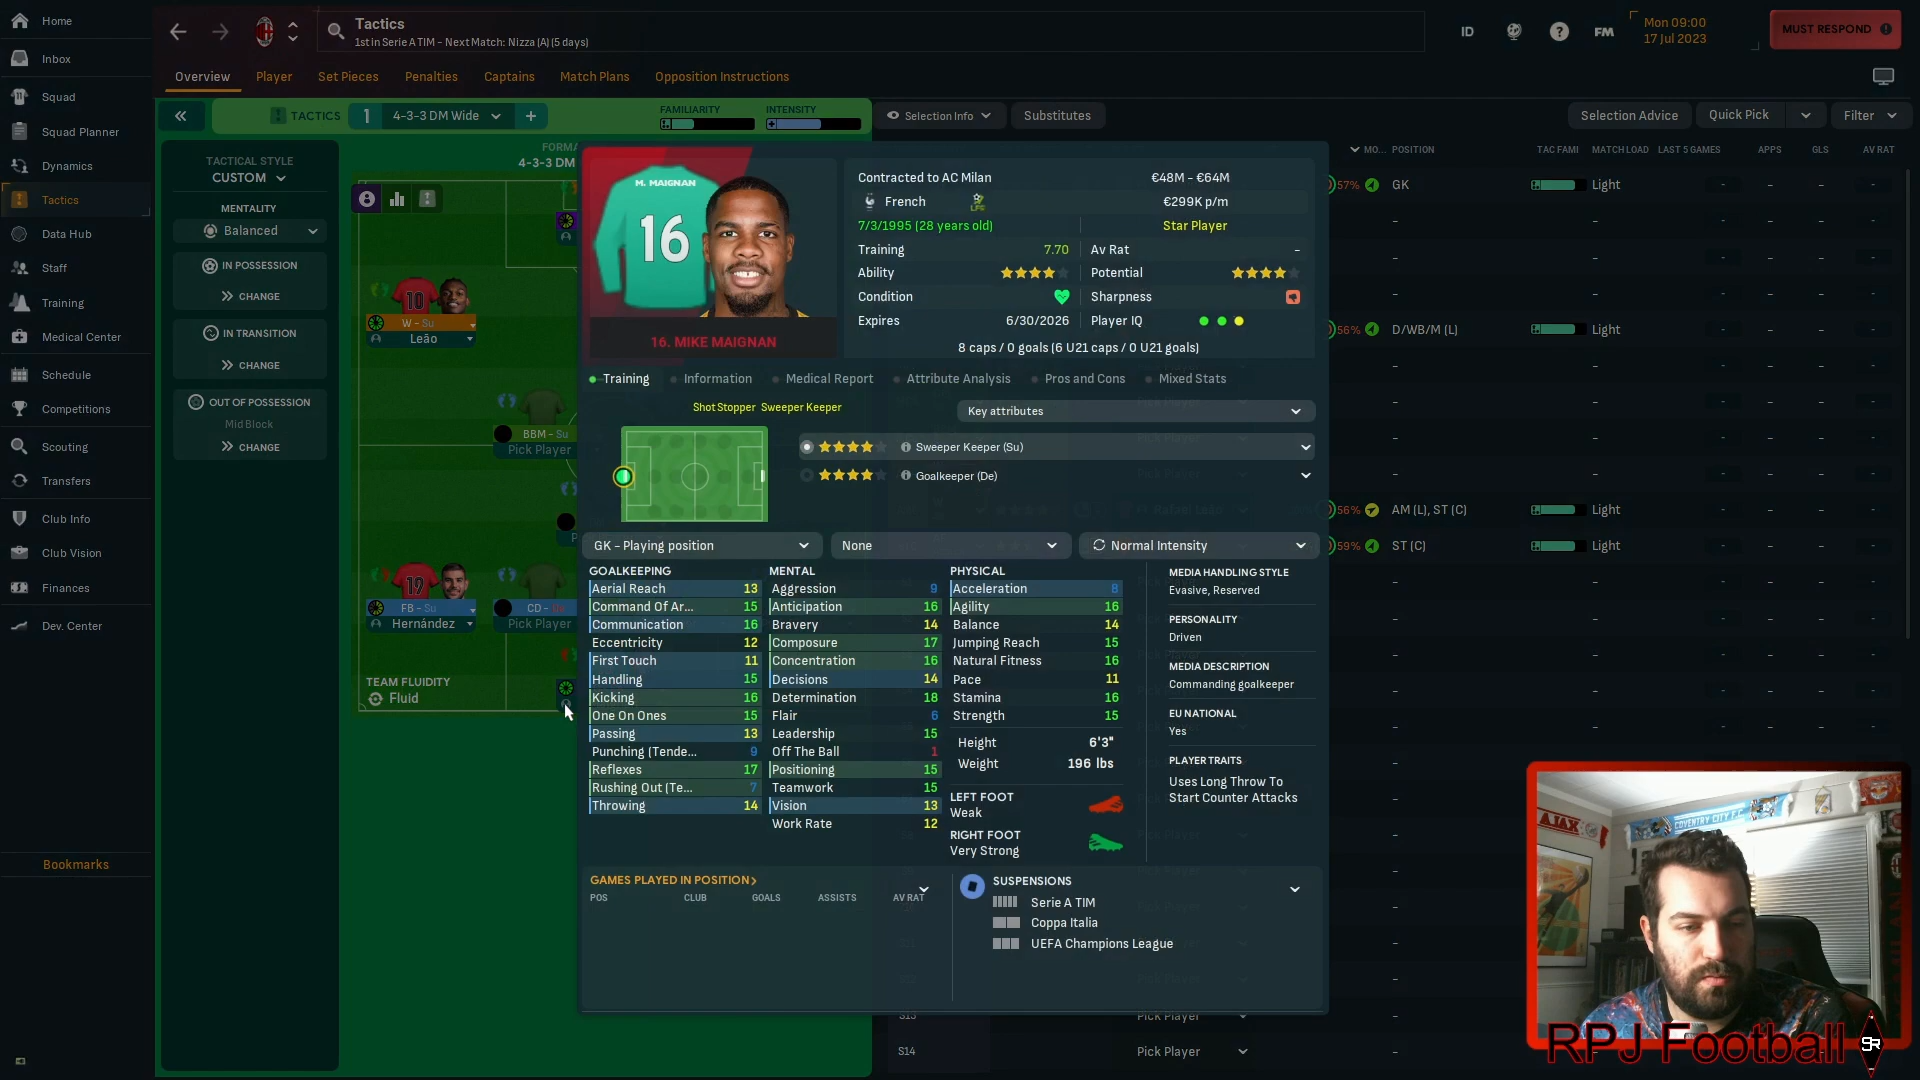 Home
Inbox
Squad
Squad Planner
Dynamics
Tactics
Data Hub
Staff
Training
Medical Center
Schedule
Competitions
Scouting
Transfers
Club Info
Club Vision
Finances
Dev. Center
Bookmarks
Tactics
1st in Serie A TIM - Next Match: Nizza (A) (5 days)
ID
FM
Mon 09:00
17 Jul 2023
MUST RESPOND
Overview
Player
Set Pieces
Penalties
Captains
Match Plans
Opposition Instructions
TACTICS
1
4-3-3 DM Wide
FAMILIARITY
INTENSITY
Selection Info
Substitutes
Selection Advice
Quick Pick
Filter
TACTICAL STYLE
CUSTOM
MENTALITY
Balanced
IN POSSESSION
CHANGE
IN TRANSITION
CHANGE
OUT OF POSSESSION
Mid Block
CHANGE
4-3-3 DM
10
W - Su
Leão
BBM - Su
Pick Player
19
FB - Su
Hernández
CD -
Pick Player
TEAM FLUIDITY
Fluid
M. MAIGNAN
16
16. MIKE MAIGNAN
Contracted to AC Milan
€48M - €64M
French
€299K p/m
7/3/1995 (28 years old)
Star Player
Training 7.70
Av Rat -
Ability
Potential
Condition
Sharpness
Expires 6/30/2026
Player IQ
8 caps / 0 goals (6 U21 caps / 0 U21 goals)
Training
Information
Medical Report
Attribute Analysis
Pros and Cons
Mixed Stats
Shot Stopper Sweeper Keeper
Key attributes
Sweeper Keeper (Su)
Goalkeeper (De)
GK - Playing position
None
Normal Intensity
GOALKEEPING
Aerial Reach 13
Command Of Ar... 15
Communication 16
Eccentricity 12
First Touch 11
Handling 15
Kicking 16
One On Ones 15
Passing 13
Punching (Tende... 9
Reflexes 17
Rushing Out (Te... 7
Throwing 14
MENTAL
Aggression 9
Anticipation 16
Bravery 14
Composure 17
Concentration 16
Decisions 14
Determination 18
Flair 6
Leadership 15
Off The Ball 1
Positioning 15
Teamwork 15
Vision 13
Work Rate 12
PHYSICAL
Acceleration 8
Agility 16
Balance 14
Jumping Reach 15
Natural Fitness 16
Pace 11
Stamina 16
Strength 15
Height 6'3"
Weight 196 lbs
LEFT FOOT
Weak
RIGHT FOOT
Very Strong
MEDIA HANDLING STYLE
Evasive, Reserved
PERSONALITY
Driven
MEDIA DESCRIPTION
Commanding goalkeeper
EU NATIONAL
Yes
PLAYER TRAITS
Uses Long Throw To
Start Counter Attacks
GAMES PLAYED IN POSITION
POS CLUB GOALS ASSISTS AV RAT
SUSPENSIONS
Serie A TIM
Coppa Italia
UEFA Champions League
MO... POSITION TAC FAMI MATCH LOAD LAST 5 GAMES APPS GLS AV RAT
57% GK Light
56% D/WB/M (L) Light
56% AM (L), ST (C) Light
59% ST (C) Light
S13 Pick Player
S14 Pick Player
AJAX
COVENTRY CITY F.C
RPJ Football